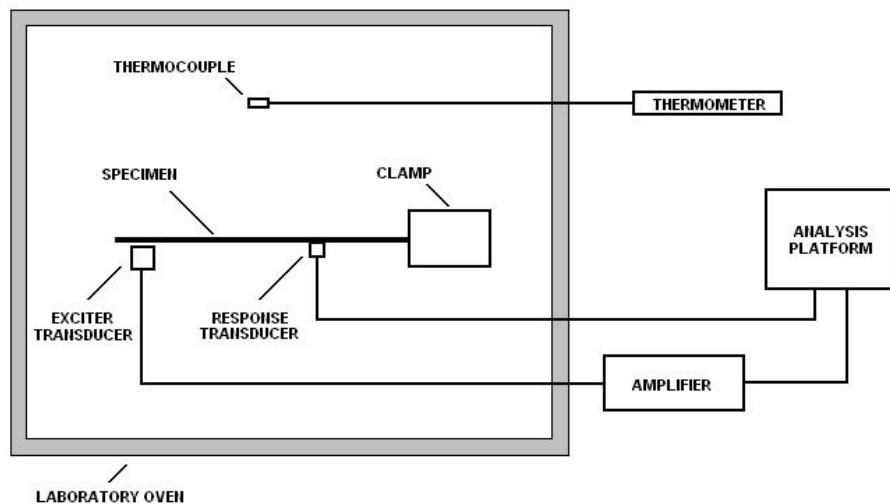 THERMOCOUPLE
THERMOMETER
SPECIMEN
CLAMP
ANALYSIS
PLATFORM
EXCITER
TRANSDUCER
RESPONSE
TRANSDUCER
AMPLIFIER
LABORATORY OVEN